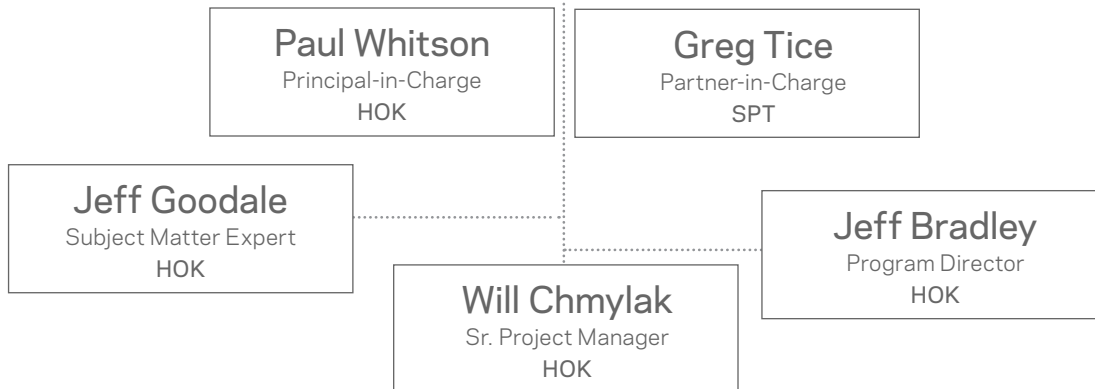 Paul Whitson
Principal-in-Charge
HOK
Greg Tice
Partner-in-Charge
SPT
Jeff Goodale
Subject Matter Expert
HOK
Jeff Bradley
Program Director
HOK
Will Chmylak
Sr. Project Manager
HOK